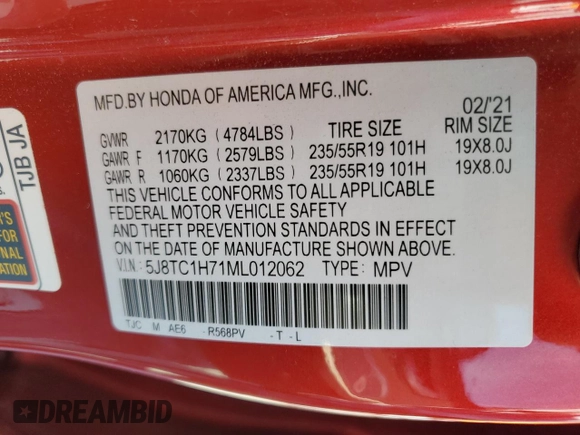 MFD.BY HONDA OF AMERICA MFG.,INC.
02/'21
GVWR 2170KG ( 4784LBS ) TIRE SIZE RIM SIZE
GAWR F 1170KG ( 2579LBS ) 235/55R19 101H 19X8.0J
GAWR R 1060KG ( 2337LBS ) 235/55R19 101H 19X8.0J
THIS VEHICLE CONFORMS TO ALL APPLICABLE
FEDERAL MOTOR VEHICLE SAFETY
AND THEFT PREVENTION STANDARDS IN EFFECT
ON THE DATE OF MANUFACTURE SHOWN ABOVE.
V.I.N.: 5J8TC1H71ML012062 TYPE: MPV
TJC M AE6 - R568PV - T - L
TJB JA
FOR
DREAMBID